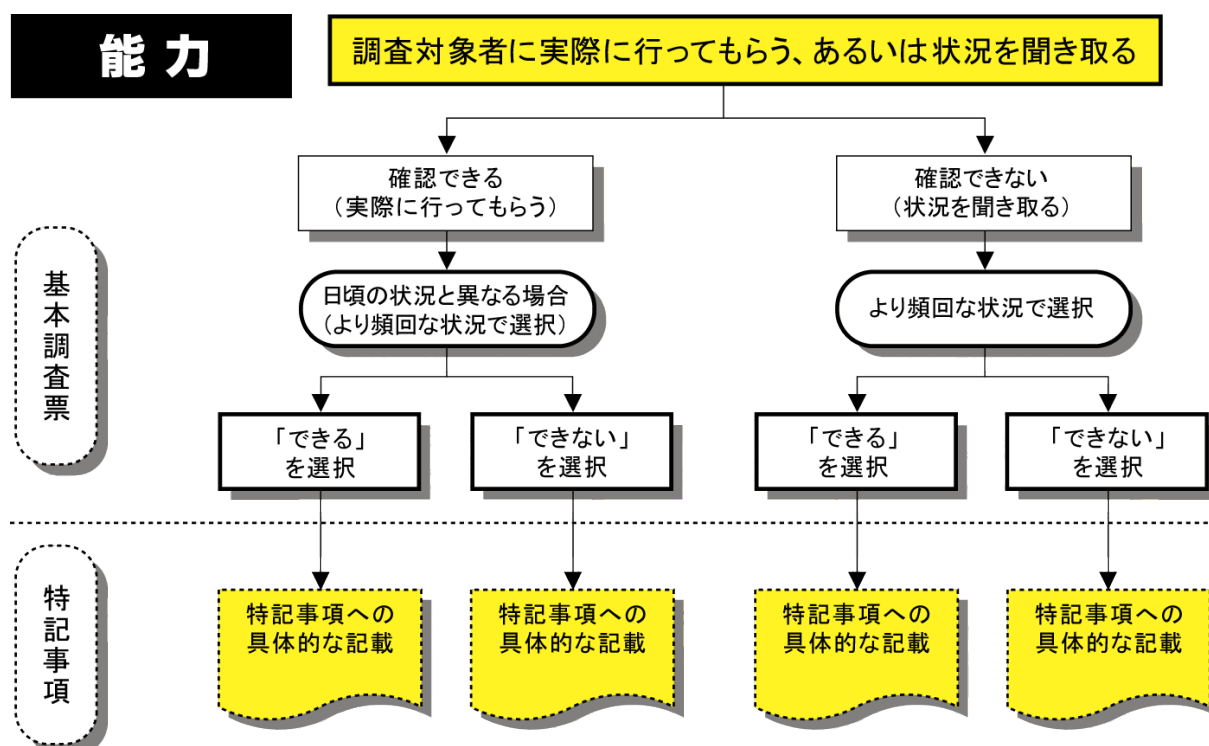 能力
調査対象者に実際に行ってもらう、あるいは状況を聞き取る
確認できる
（実際に行ってもらう）
確認できない
（状況を聞き取る）
基本調査票
日頃の状況と異なる場合
（より頻回な状況で選択）
より頻回な状況で選択
「できる」
を選択
「できない」
を選択
「できる」
を選択
「できない」
を選択
特記事項
特記事項への
具体的な記載
特記事項への
具体的な記載
特記事項への
具体的な記載
特記事項への
具体的な記載